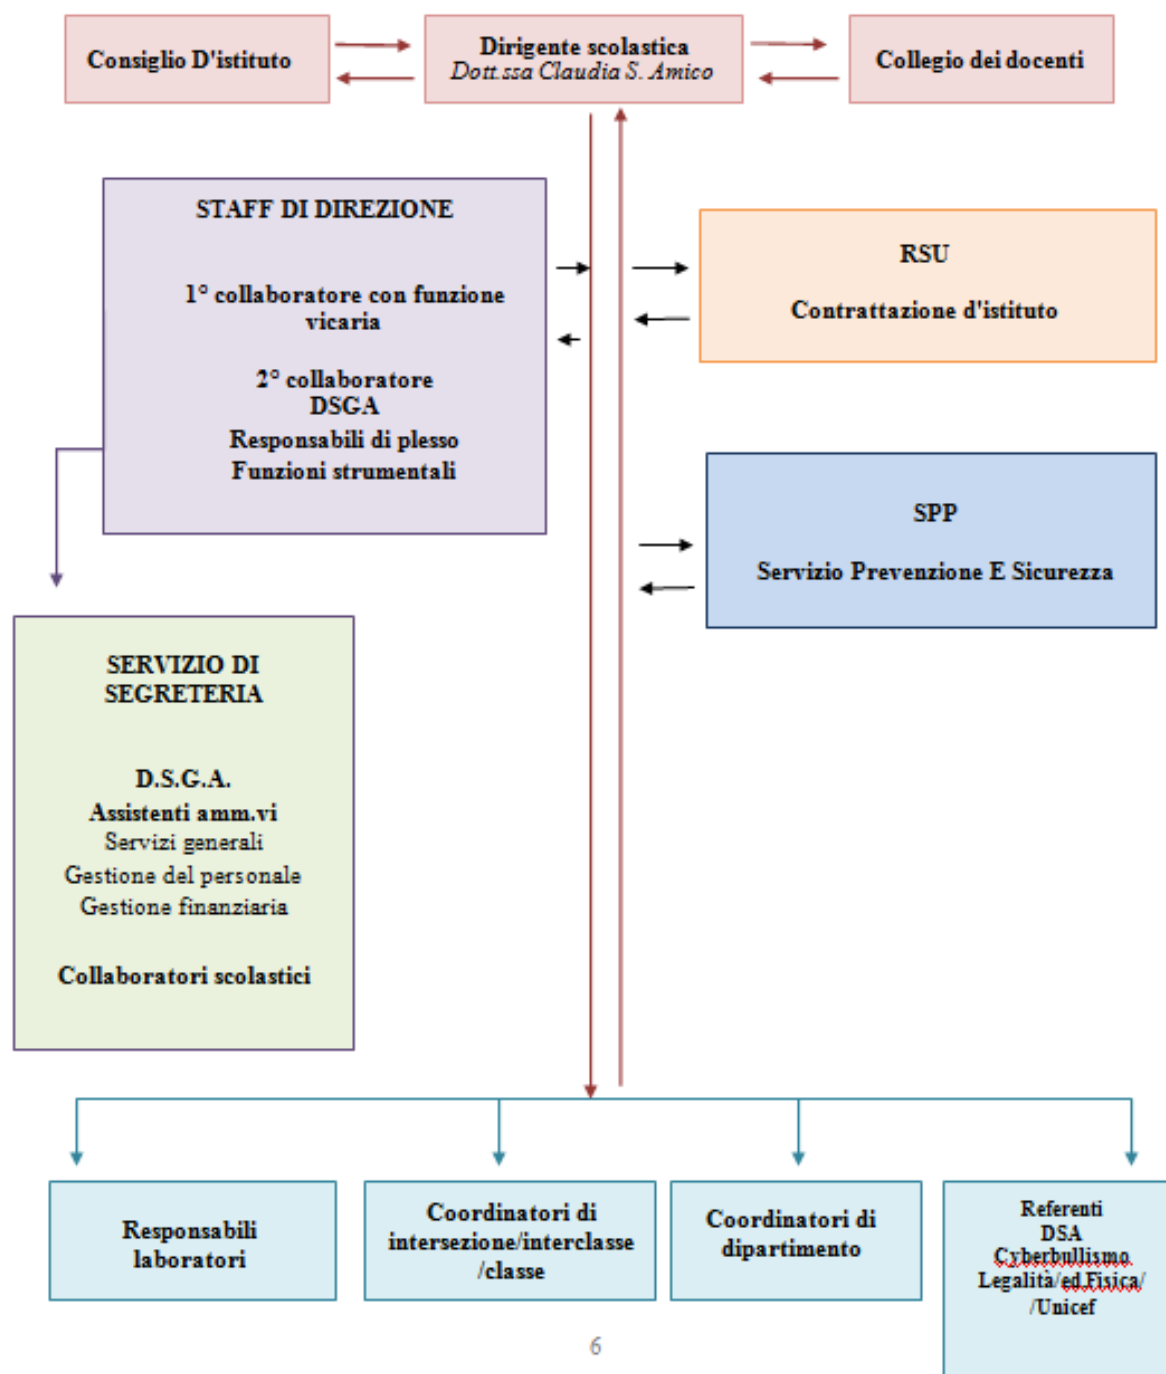 Consiglio D'istituto
Dirigente scolastica
Dott.ssa Claudia S. Amico
Collegio dei docenti
STAFF DI DIREZIONE
1° collaboratore con funzione
vicaria
2° collaboratore
DSGA
Responsabili di plesso
Funzioni strumentali
RSU
Contrattazione d'istituto
SPP
Servizio Prevenzione E Sicurezza
SERVIZIO DI
SEGRETERIA
D.S.G.A.
Assistenti amm.vi
Servizi generali
Gestione del personale
Gestione finanziaria
Collaboratori scolastici
Responsabili
laboratori
Coordinatori di
intersezione/interclasse
/classe
Coordinatori di
dipartimento
Referenti
DSA
Cyberbullismo
Legalità/ed.Fisica/
/Unicef
6